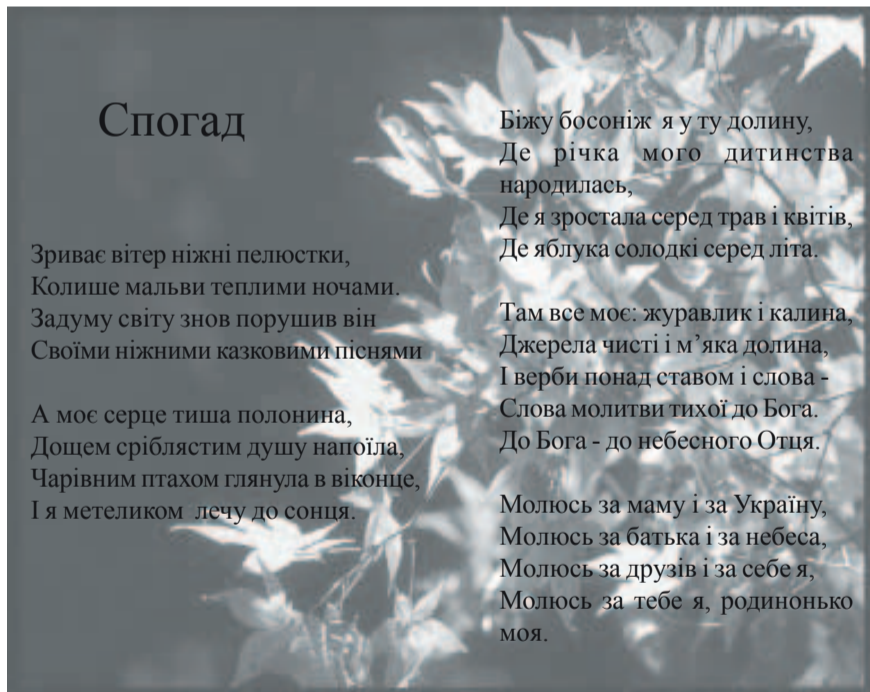 Спогад
Зриває вітер ніжні пелюстки,
Колише мальви теплими ночами.
Задуму світу знов порушив він
Своїми ніжними казковими піснями
А моє серце тиша полонина,
Дощем сріблястим душу напоїла,
Чарівним птахом глянула в віконце,
І я метеликом лечу до сонця.
Біжу босоніж я у ту долину,
Де річка мого дитинства
народилась,
Де я зростала серед трав і квітів,
Де яблука солодкі серед літа.
Там все моє: журавлик і калина,
Джерела чисті і м’яка долина,
І верби понад ставом і слова -
Слова молитви тихої до Бога.
До Бога - до небесного Отця.
Молюсь за маму і за Україну,
Молюсь за батька і за небеса,
Молюсь за друзів і за себе я,
Молюсь за тебе я, родинонько
моя.